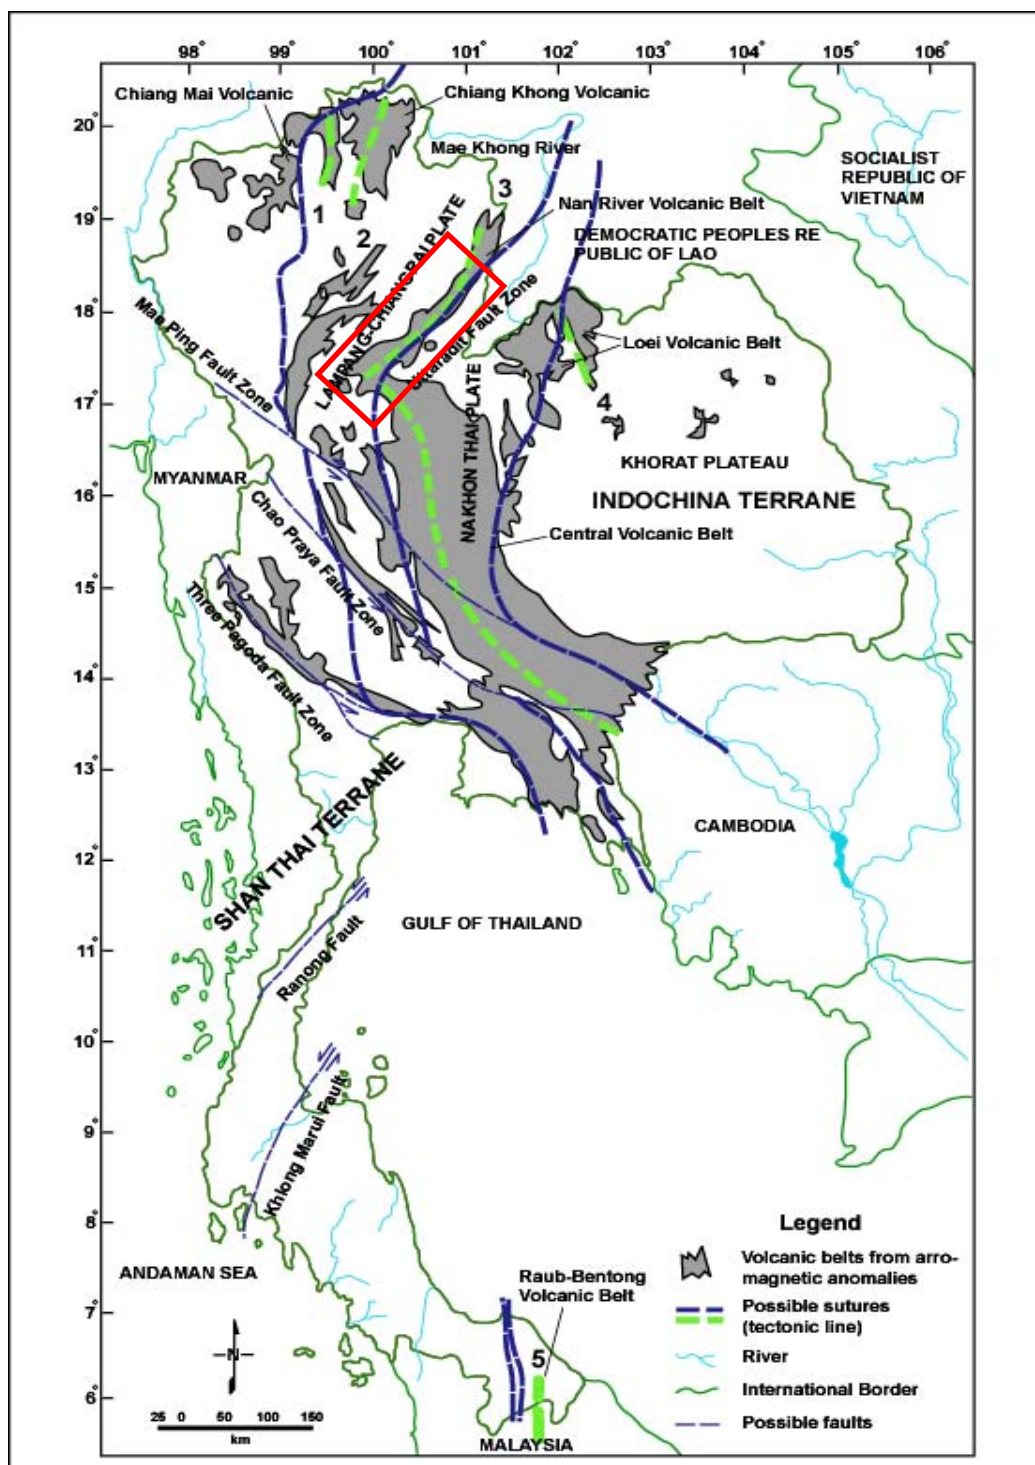 98° 99° 100° 101° 102° 103° 104° 105° 106°
Chiang Mai Volcanic
Chiang Khong Volcanic
20°
Mae Khong River
SOCIALIST
REPUBLIC OF
VIETNAM
3
19°
1
Nan River Volcanic Belt
2
DEMOCRATIC PEOPLES RE
PUBLIC OF LAO
LAMPANG-CHIANGRAI PLATE
18°
Mae Ping Fault Zone
Uttaradit Fault Zone
Loei Volcanic Belt
17°
4
NAKHON THAI PLATE
KHORAT PLATEAU
MYANMAR
16°
INDOCHINA TERRANE
Chao Praya Fault Zone
Central Volcanic Belt
15°
Three Pagoda Fault Zone
14°
13°
SHAN THAI TERRANE
CAMBODIA
12°
GULF OF THAILAND
11°
Ranong Fault
10°
Khlong Marui Fault
9°
8°
ANDAMAN SEA
7°
Raub-Bentong
Volcanic Belt
5
6°
MALAYSIA
N
25 0 50 100 150
km
Legend
Volcanic belts from arro-
magnetic anomalies
Possible sutures
(tectonic line)
River
International Border
Possible faults